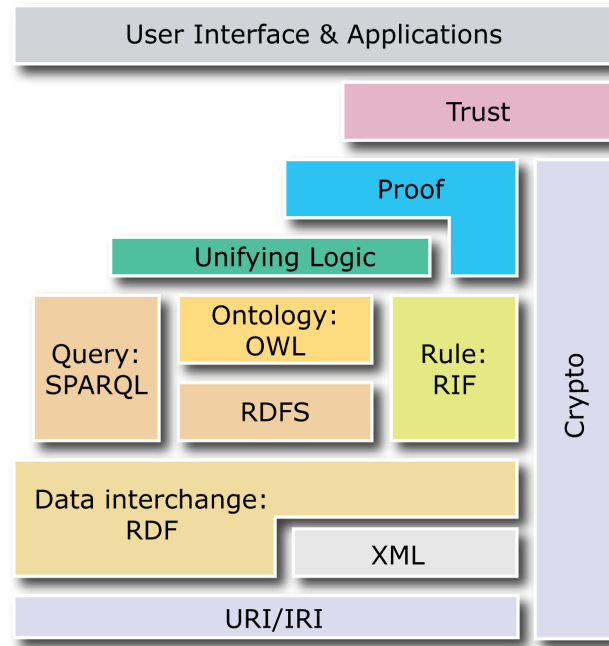 User Interface & Applications
Trust
Proof
Unifying Logic
Query:
SPARQL
Ontology:
OWL
RDFS
Rule:
RIF
Crypto
Data interchange:
RDF
XML
URI/IRI